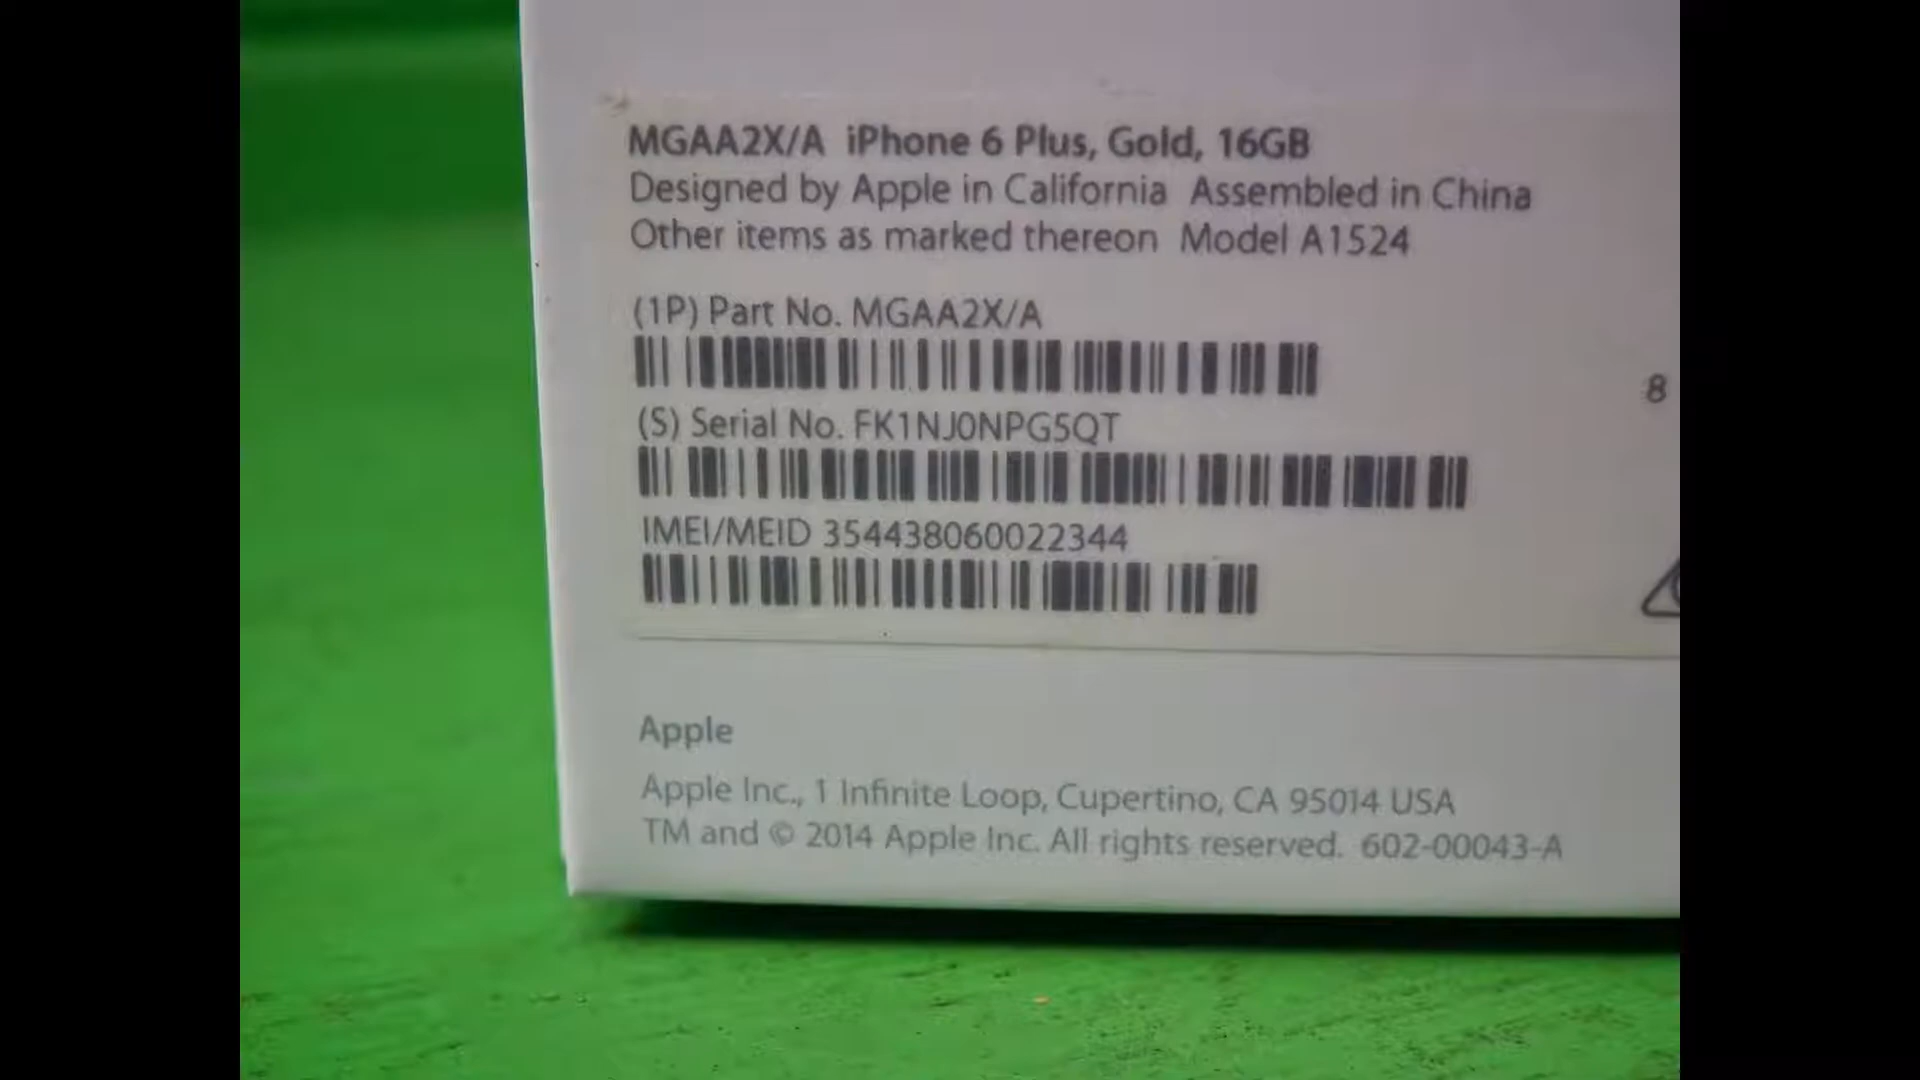 MGAA2X/A iPhone 6 Plus, Gold, 16GB
Designed by Apple in California Assembled in China
Other items as marked thereon Model A1524
(1P) Part No. MGAA2X/A
(S) Serial No. FK1NJ0NPG5QT
8
IMEI/MEID 354438060022344
Apple
Apple Inc., 1 Infinite Loop, Cupertino, CA 95014 USA
TM and © 2014 Apple Inc. All rights reserved. 602-00043-A